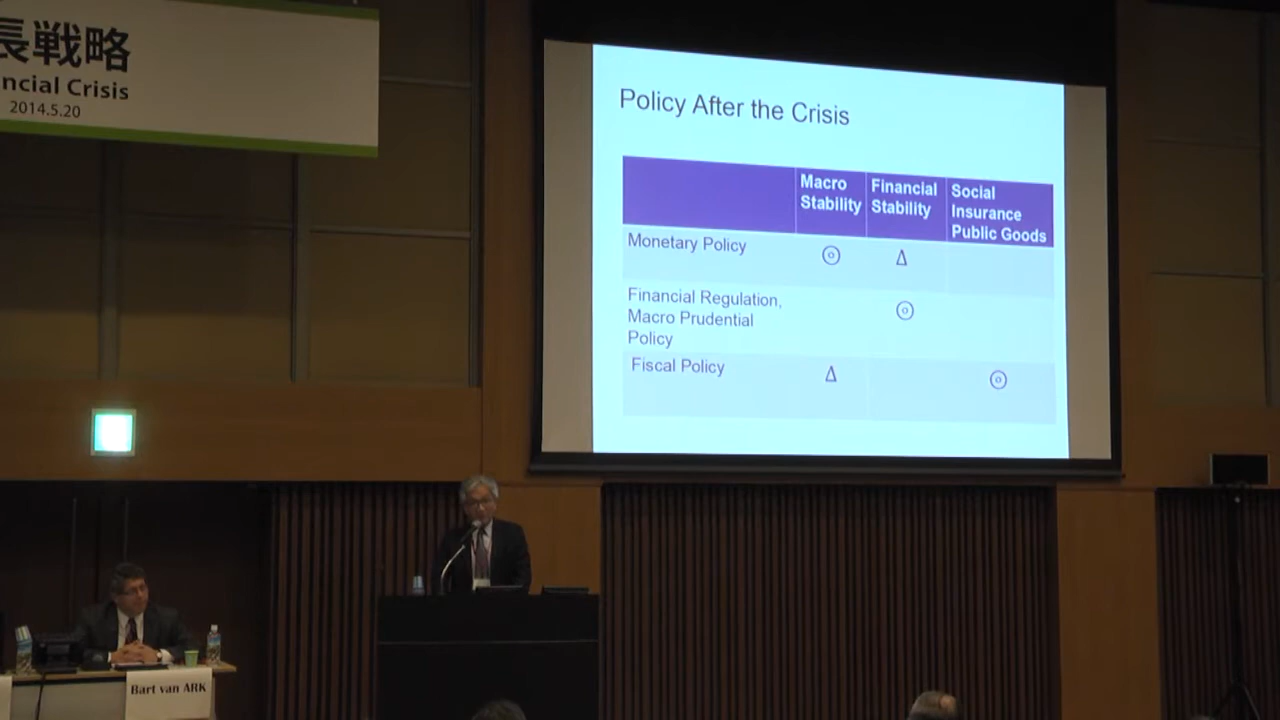 長戦略
ncial Crisis
2014.5.20
Policy After the Crisis
Macro
Stability
Financial
Stability
Social
Insurance
Public Goods
Monetary Policy
◎
Δ
Financial Regulation,
Macro Prudential
Policy
◎
Fiscal Policy
Δ
◎
Bart van ARK